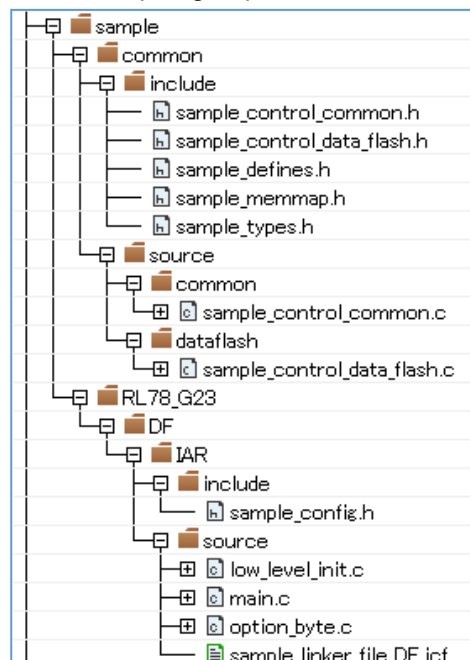 sample
common
include
sample_control_common.h
sample_control_data_flash.h
sample_defines.h
sample_memmap.h
sample_types.h
source
common
sample_control_common.c
dataflash
sample_control_data_flash.c
RL78_G23
DF
IAR
include
sample_config.h
source
low_level_init.c
main.c
option_byte.c
sample_linker_file_DF.icf